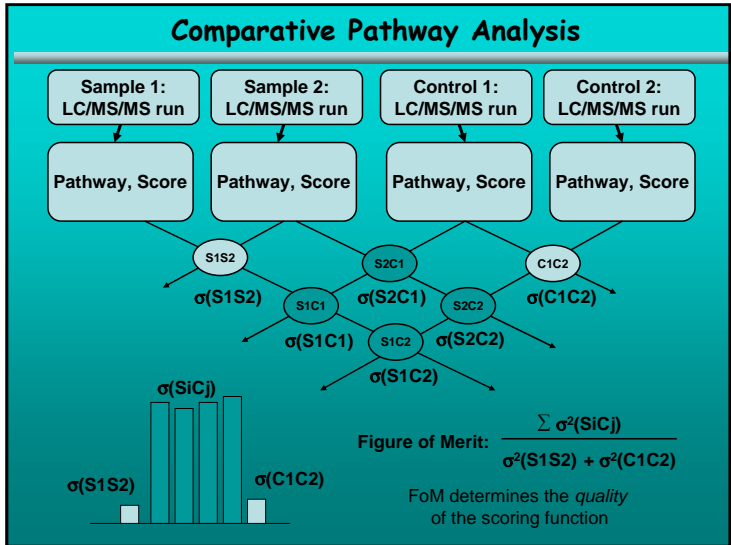 Comparative Pathway Analysis
Sample 1:
LC/MS/MS run
Sample 2:
LC/MS/MS run
Control 1:
LC/MS/MS run
Control 2:
LC/MS/MS run
Pathway, Score
Pathway, Score
Pathway, Score
Pathway, Score
S1S2
S2C1
C1C2
σ(S1S2)
σ(S2C1)
σ(C1C2)
S1C1
S2C2
σ(S1C1)
σ(S2C2)
S1C2
σ(S1C2)
σ(SiCj)
σ(S1S2)
σ(C1C2)
Figure of Merit:
∑ σ²(SiCj)
σ²(S1S2) + σ²(C1C2)
FoM determines the quality
of the scoring function